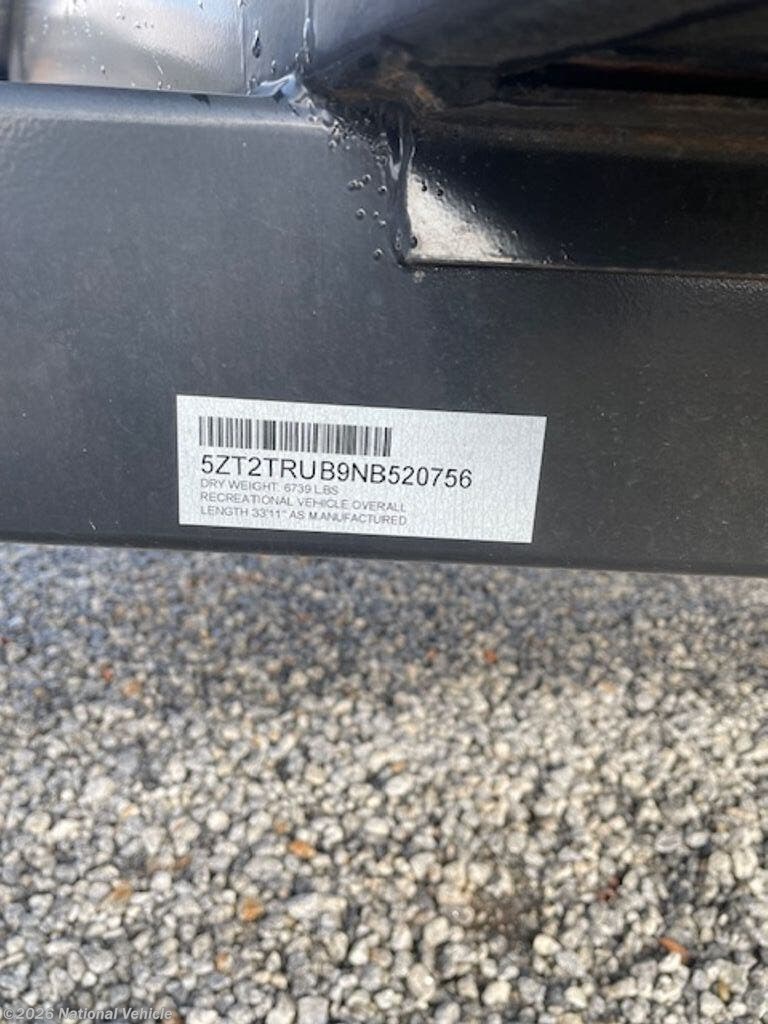 5ZT2TRUB9NB520756
DRY WEIGHT: 6739 LBS
RECREATIONAL VEHICLE OVERALL
LENGTH 33'11" AS MANUFACTURED
©2026 National Vehicle